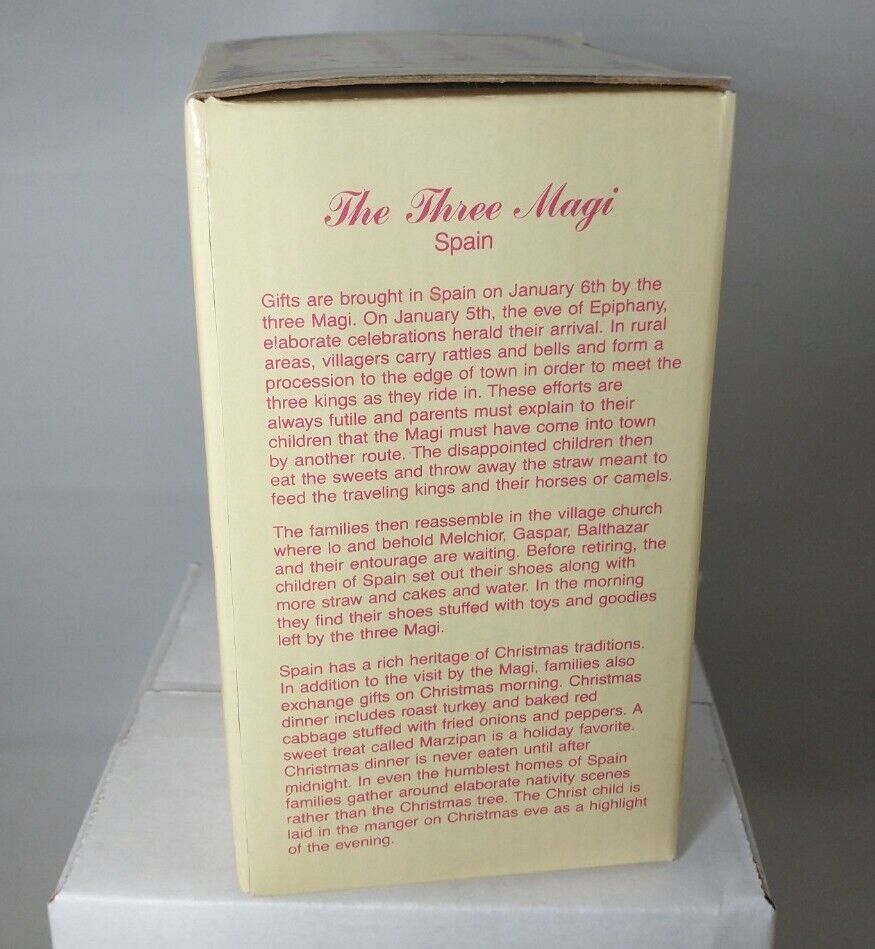 The Three Magi
Spain
Gifts are brought in Spain on January 6th by the
three Magi. On January 5th, the eve of Epiphany,
elaborate celebrations herald their arrival. In rural
areas, villagers carry rattles and bells and form a
procession to the edge of town in order to meet the
three kings as they ride in. These efforts are
always futile and parents must explain to their
children that the Magi must have come into town
by another route. The disappointed children then
eat the sweets and throw away the straw meant to
feed the traveling kings and their horses or camels.
The families then reassemble in the village church
where lo and behold Melchior, Gaspar, Balthazar
and their entourage are waiting. Before retiring, the
children of Spain set out their shoes along with
more straw and cakes and water. In the morning
they find their shoes stuffed with toys and goodies
left by the three Magi.
Spain has a rich heritage of Christmas traditions.
In addition to the visit by the Magi, families also
exchange gifts on Christmas morning. Christmas
dinner includes roast turkey and baked red
cabbage stuffed with fried onions and peppers. A
sweet treat called Marzipan is a holiday favorite.
Christmas dinner is never eaten until after
midnight. In even the humblest homes of Spain
families gather around elaborate nativity scenes
rather than the Christmas tree. The Christ child is
laid in the manger on Christmas eve as a highlight
of the evening.